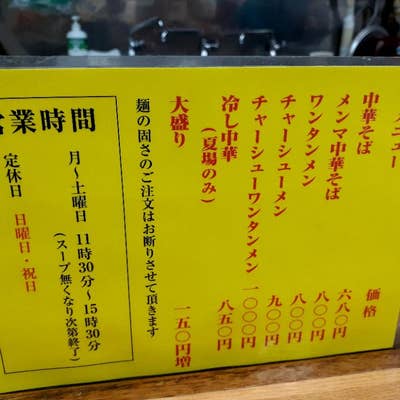 メニュー 価格
中華そば 六八〇円
メンマ中華そば 八〇〇円
ワンタンメン 八〇〇円
チャーシューメン 九〇〇円
チャーシューワンタンメン 一〇〇〇円
冷し中華 八五〇円
(夏場のみ)
大盛り 一五〇円増
麺の固さのご注文はお断りさせて頂きます
営業時間
月〜土曜日 11時30分〜15時30分
(スープ無くなり次第終了)
定休日 日曜日・祝日